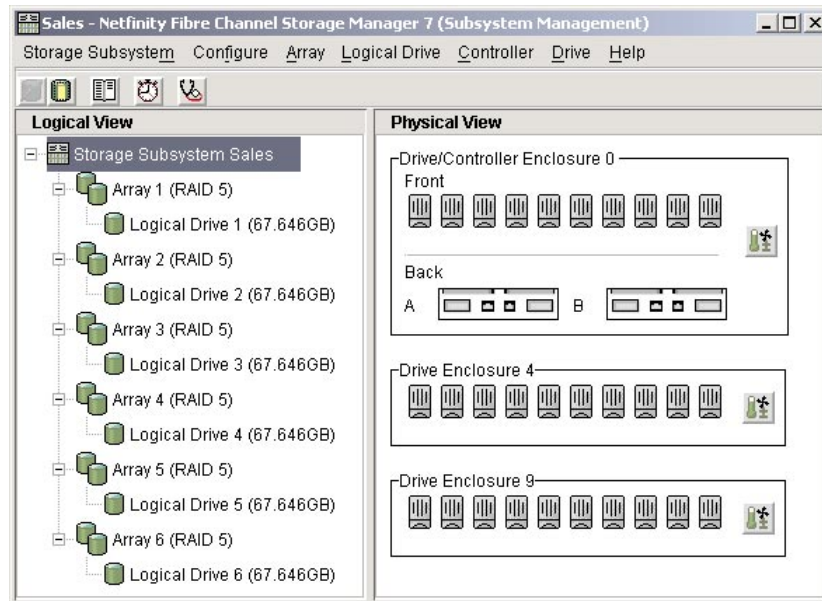 Sales - Netfinity Fibre Channel Storage Manager 7 (Subsystem Management)
Storage Subsystem Configure Array Logical Drive Controller Drive Help
Logical View
Storage Subsystem Sales
Array 1 (RAID 5)
Logical Drive 1 (67.646GB)
Array 2 (RAID 5)
Logical Drive 2 (67.646GB)
Array 3 (RAID 5)
Logical Drive 3 (67.646GB)
Array 4 (RAID 5)
Logical Drive 4 (67.646GB)
Array 5 (RAID 5)
Logical Drive 5 (67.646GB)
Array 6 (RAID 5)
Logical Drive 6 (67.646GB)
Physical View
Drive/Controller Enclosure 0
Front
Back
A B
Drive Enclosure 4
Drive Enclosure 9